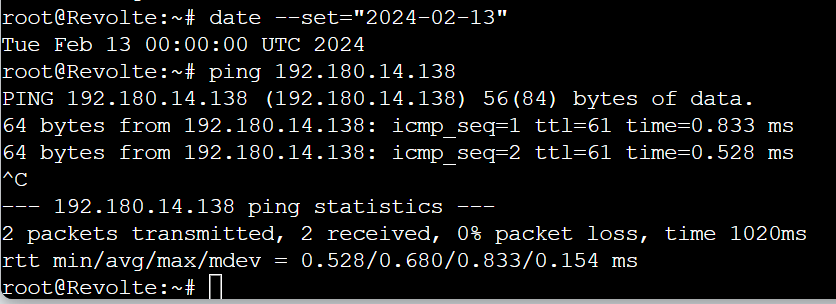 root@Revolte:~# date --set="2024-02-13"
Tue Feb 13 00:00:00 UTC 2024
root@Revolte:~# ping 192.180.14.138
PING 192.180.14.138 (192.180.14.138) 56(84) bytes of data.
64 bytes from 192.180.14.138: icmp_seq=1 ttl=61 time=0.833 ms
64 bytes from 192.180.14.138: icmp_seq=2 ttl=61 time=0.528 ms
^C
--- 192.180.14.138 ping statistics ---
2 packets transmitted, 2 received, 0% packet loss, time 1020ms
rtt min/avg/max/mdev = 0.528/0.680/0.833/0.154 ms
root@Revolte:~#